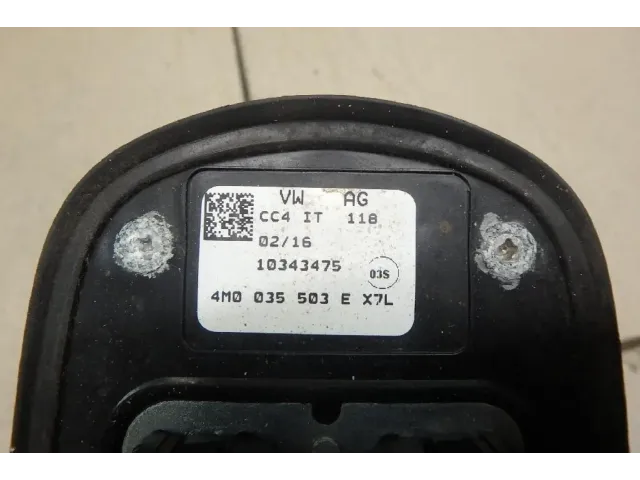 VW AG
CC4 IT 118
02/16
10343475
03S
4M0 035 503 E X7L